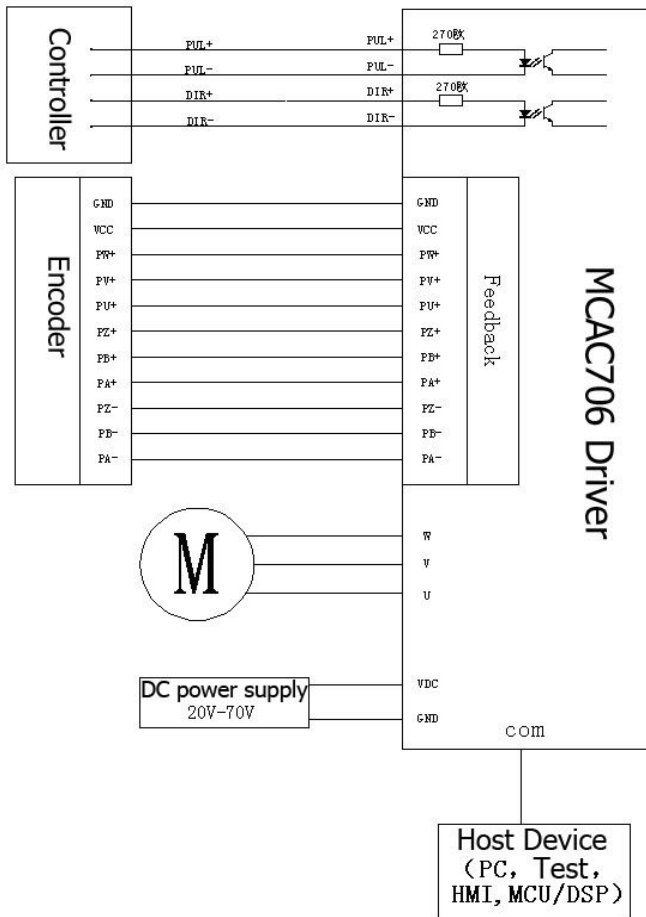 Controller
PUL+
PUL-
DIR+
DIR-
PUL+
PUL-
DIR+
DIR-
270欧
270欧
MCAC706 Driver
Encoder
GND
VCC
PW+
PV+
PU+
PZ+
PB+
PA+
PZ-
PB-
PA-
GND
VCC
PW+
PV+
PU+
PZ+
PB+
PA+
PZ-
PB-
PA-
Feedback
M
W
V
U
DC power supply
20V-70V
VDC
GND
com
Host Device
(PC, Test,
HMI, MCU/DSP)